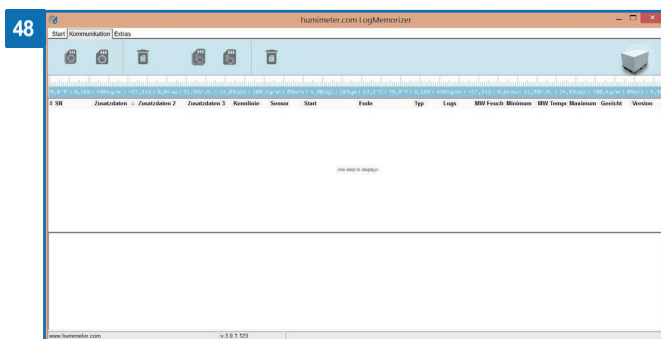 48
humimeter.com LogMemorizer
Start Kommunikation Extras
# SN Zusatzdaten Zusatzdaten 2 Zusatzdaten 3 Kennlinie Sensor Start Ende Typ Logs MW Feuch Minimum MW Tempe Maximum Geeicht Version
<No data to display>
www.humimeter.com v 3.0.1.123